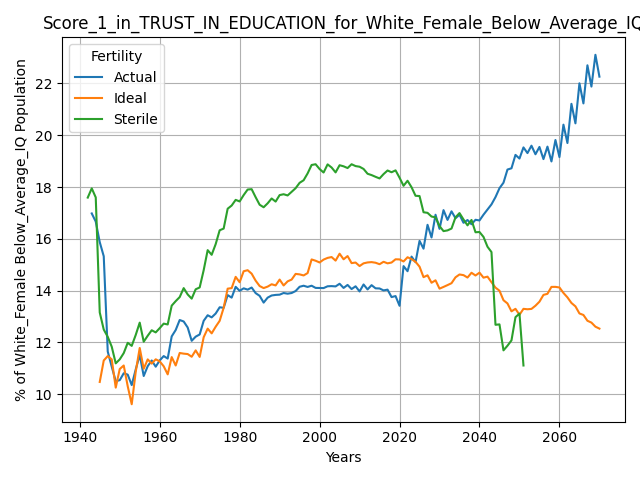 Score_1_in_TRUST_IN_EDUCATION_for_White_Female_Below_Average_IQ
Fertility
Actual
Ideal
Sterile
% of White_Female Below_Average_IQ Population
22
20
18
16
14
12
10
1940 1960 1980 2000 2020 2040 2060
Years